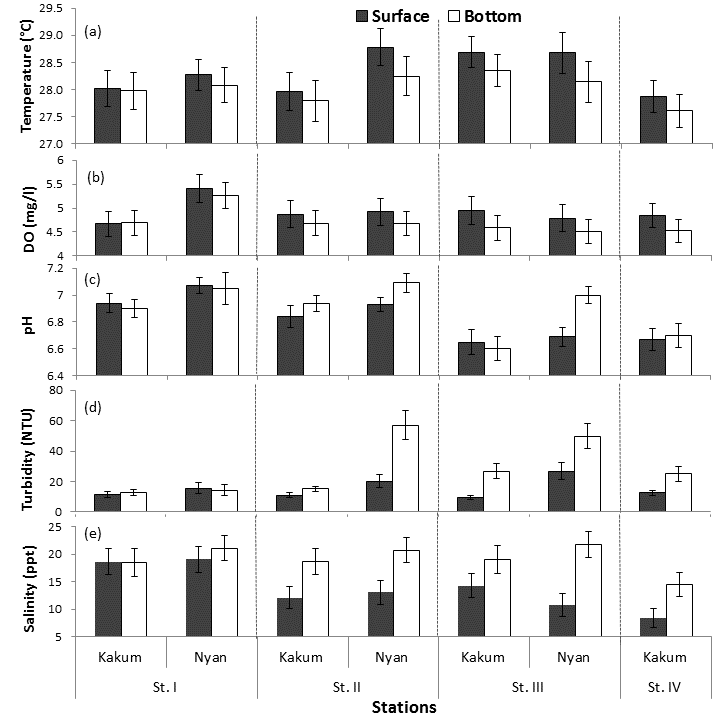 29.5
29.0
28.5
28.0
27.5
27.0
Temperature (°C)
(a)
Surface Bottom
6
5.5
5
4.5
4
DO (mg/l)
(b)
7.2
7
6.8
6.6
6.4
pH
(c)
80
60
40
20
0
Turbidity (NTU)
(d)
25
20
15
10
5
Salinity (ppt)
(e)
Kakum Nyan Kakum Nyan Kakum Nyan Kakum
St. I St. II St. III St. IV
Stations